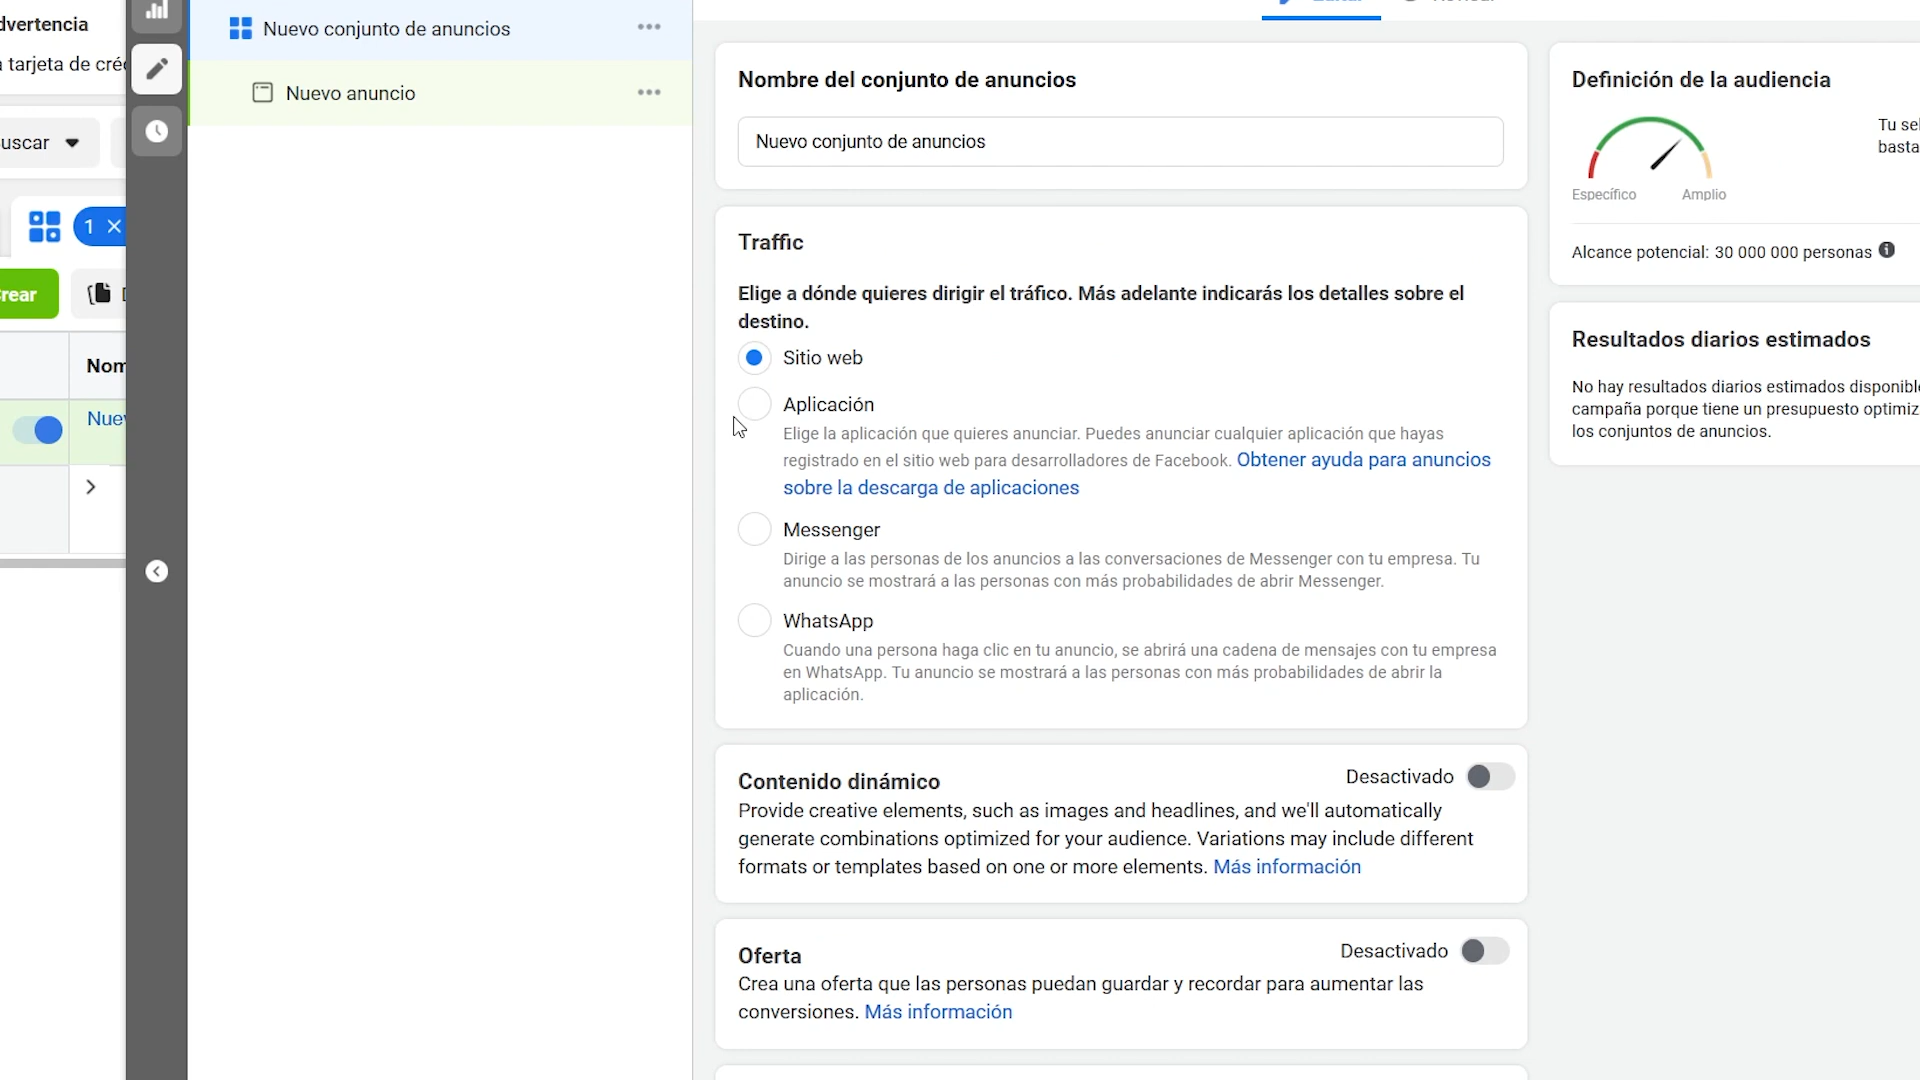 dvertencia
tarjeta de cré
uscar
1
rear
Nom
Nuev
Nuevo conjunto de anuncios
Nuevo anuncio
Nombre del conjunto de anuncios
Nuevo conjunto de anuncios
Traffic
Elige a dónde quieres dirigir el tráfico. Más adelante indicarás los detalles sobre el
destino.
Sitio web
Aplicación
Elige la aplicación que quieres anunciar. Puedes anunciar cualquier aplicación que hayas
registrado en el sitio web para desarrolladores de Facebook. Obtener ayuda para anuncios
sobre la descarga de aplicaciones
Messenger
Dirige a las personas de los anuncios a las conversaciones de Messenger con tu empresa. Tu
anuncio se mostrará a las personas con más probabilidades de abrir Messenger.
WhatsApp
Cuando una persona haga clic en tu anuncio, se abrirá una cadena de mensajes con tu empresa
en WhatsApp. Tu anuncio se mostrará a las personas con más probabilidades de abrir la
aplicación.
Contenido dinámico
Desactivado
Provide creative elements, such as images and headlines, and we'll automatically
generate combinations optimized for your audience. Variations may include different
formats or templates based on one or more elements. Más información
Oferta
Desactivado
Crea una oferta que las personas puedan guardar y recordar para aumentar las
conversiones. Más información
Definición de la audiencia
Específico
Amplio
Tu sel
basta
Alcance potencial: 30 000 000 personas
Resultados diarios estimados
No hay resultados diarios estimados disponible
campaña porque tiene un presupuesto optimiz
los conjuntos de anuncios.